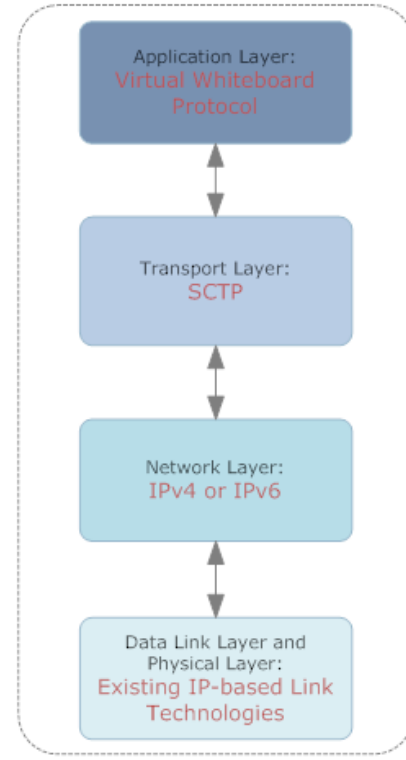 Application Layer:
Virtual Whiteboard
Protocol
Transport Layer:
SCTP
Network Layer:
IPv4 or IPv6
Data Link Layer and
Physical Layer:
Existing IP-based Link
Technologies